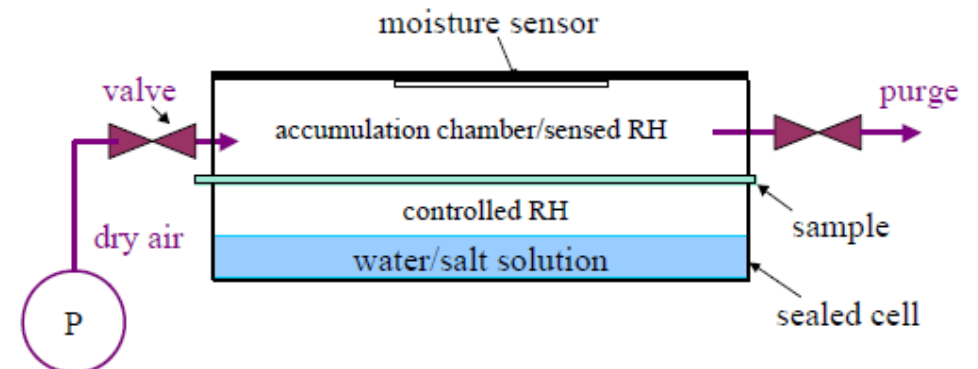 moisture sensor
valve
purge
accumulation chamber/sensed RH
controlled RH
sample
dry air
water/salt solution
sealed cell
P